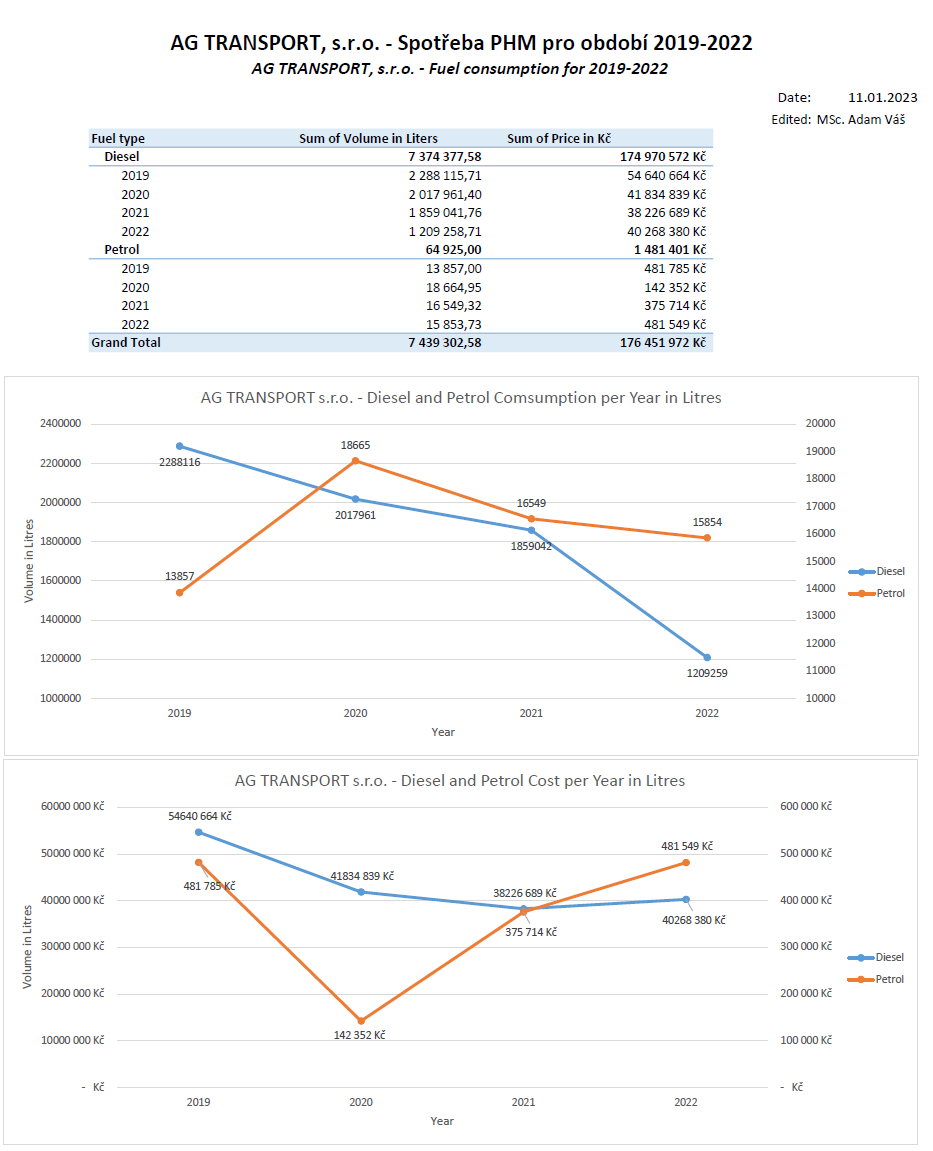 AG TRANSPORT, s.r.o. - Spotřeba PHM pro období 2019-2022
AG TRANSPORT, s.r.o. - Fuel consumption for 2019-2022
Date: 11.01.2023
Edited: MSc. Adam Váš
Fuel type Sum of Volume in Liters Sum of Price in Kč
Diesel 7 374 377,58 174 970 572 Kč
2019 2 288 115,71 54 640 664 Kč
2020 2 017 961,40 41 834 839 Kč
2021 1 859 041,76 38 226 689 Kč
2022 1 209 258,71 40 268 380 Kč
Petrol 64 925,00 1 481 401 Kč
2019 13 857,00 481 785 Kč
2020 18 664,95 142 352 Kč
2021 16 549,32 375 714 Kč
2022 15 853,73 481 549 Kč
Grand Total 7 439 302,58 176 451 972 Kč
AG TRANSPORT s.r.o. - Diesel and Petrol Comsumption per Year in Litres
2400000
2200000
2000000
1800000
1600000
1400000
1200000
1000000
Volume in Litres
2288116
2017961
1859042
1209259
13857
18665
16549
15854
20000
19000
18000
17000
16000
15000
14000
13000
12000
11000
10000
2019 2020 2021 2022
Year
Diesel
Petrol
AG TRANSPORT s.r.o. - Diesel and Petrol Cost per Year in Litres
60000 000 Kč
50000 000 Kč
40000 000 Kč
30000 000 Kč
20000 000 Kč
10000 000 Kč
- Kč
Volume in Litres
54640 664 Kč
41834 839 Kč
38226 689 Kč
40268 380 Kč
481 785 Kč
142 352 Kč
375 714 Kč
481 549 Kč
600 000 Kč
500 000 Kč
400 000 Kč
300 000 Kč
200 000 Kč
100 000 Kč
- Kč
2019 2020 2021 2022
Year
Diesel
Petrol